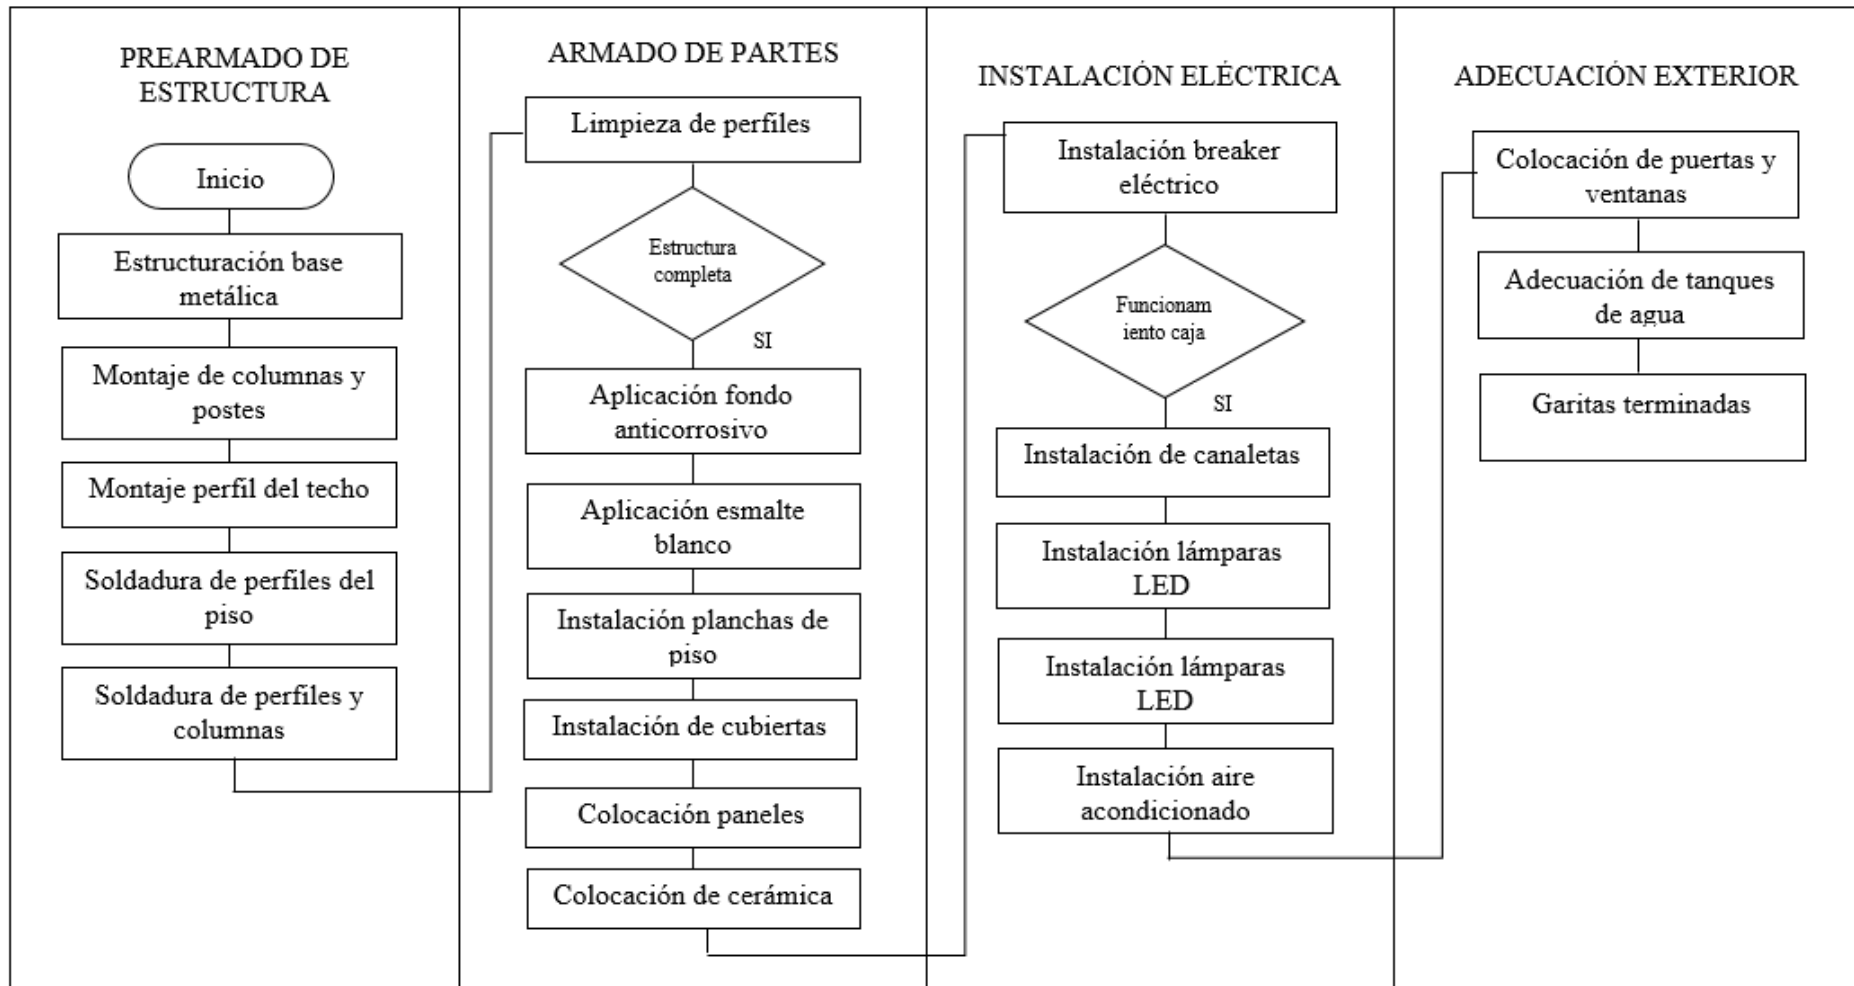 PREARMADO DE
ESTRUCTURA
Inicio
Estructuración base
metálica
Montaje de columnas y
postes
Montaje perfil del techo
Soldadura de perfiles del
piso
Soldadura de perfiles y
columnas
ARMADO DE PARTES
Limpieza de perfiles
Estructura
completa
SI
Aplicación fondo
anticorrosivo
Aplicación esmalte
blanco
Instalación planchas de
piso
Instalación de cubiertas
Colocación paneles
Colocación de cerámica
INSTALACIÓN ELÉCTRICA
Instalación breaker
eléctrico
Funcionam
iento caja
SI
Instalación de canaletas
Instalación lámparas
LED
Instalación lámparas
LED
Instalación aire
acondicionado
ADECUACIÓN EXTERIOR
Colocación de puertas y
ventanas
Adecuación de tanques
de agua
Garitas terminadas